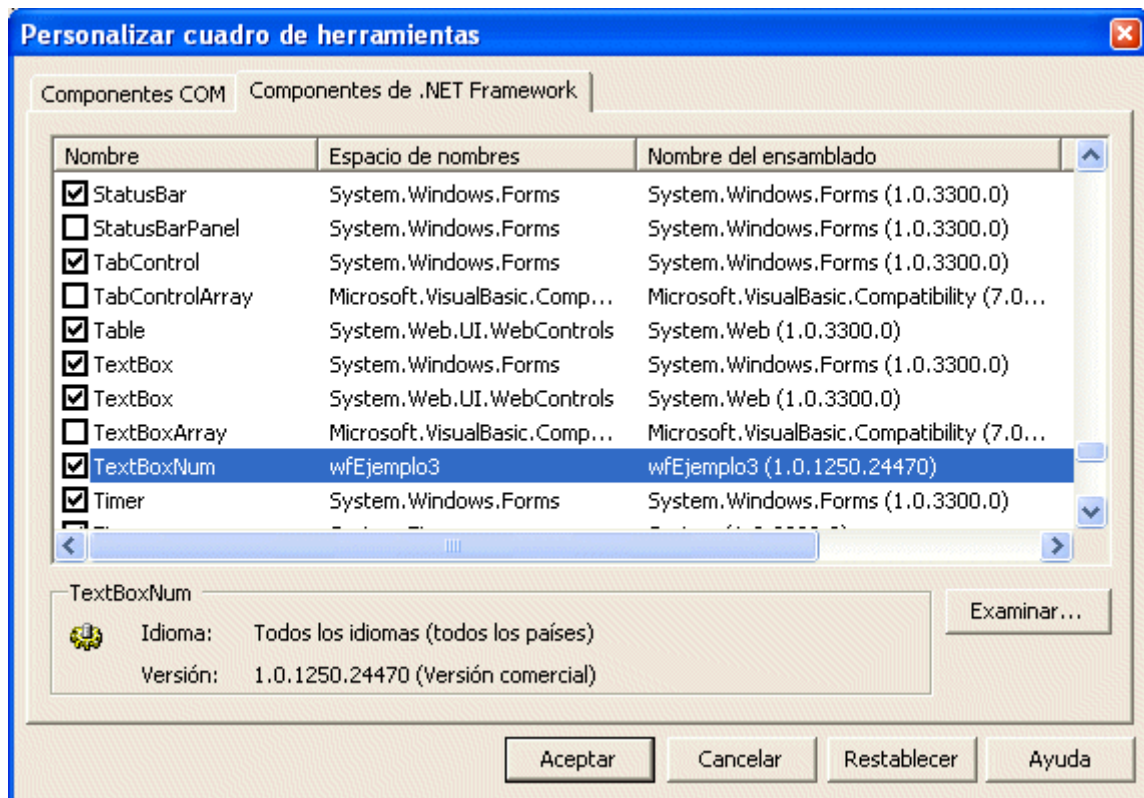 Personalizar cuadro de herramientas
Componentes COM Componentes de .NET Framework
Nombre Espacio de nombres Nombre del ensamblado
StatusBar System.Windows.Forms System.Windows.Forms (1.0.3300.0)
StatusBarPanel System.Windows.Forms System.Windows.Forms (1.0.3300.0)
TabControl System.Windows.Forms System.Windows.Forms (1.0.3300.0)
TabControlArray Microsoft.VisualBasic.Comp... Microsoft.VisualBasic.Compatibility (7.0...
Table System.Web.UI.WebControls System.Web (1.0.3300.0)
TextBox System.Windows.Forms System.Windows.Forms (1.0.3300.0)
TextBox System.Web.UI.WebControls System.Web (1.0.3300.0)
TextBoxArray Microsoft.VisualBasic.Comp... Microsoft.VisualBasic.Compatibility (7.0...
TextBoxNum wfEjemplo3 wfEjemplo3 (1.0.1250.24470)
Timer System.Windows.Forms System.Windows.Forms (1.0.3300.0)
TextBoxNum
Idioma: Todos los idiomas (todos los países)
Versión: 1.0.1250.24470 (Versión comercial)
Examinar...
Aceptar Cancelar Restablecer Ayuda